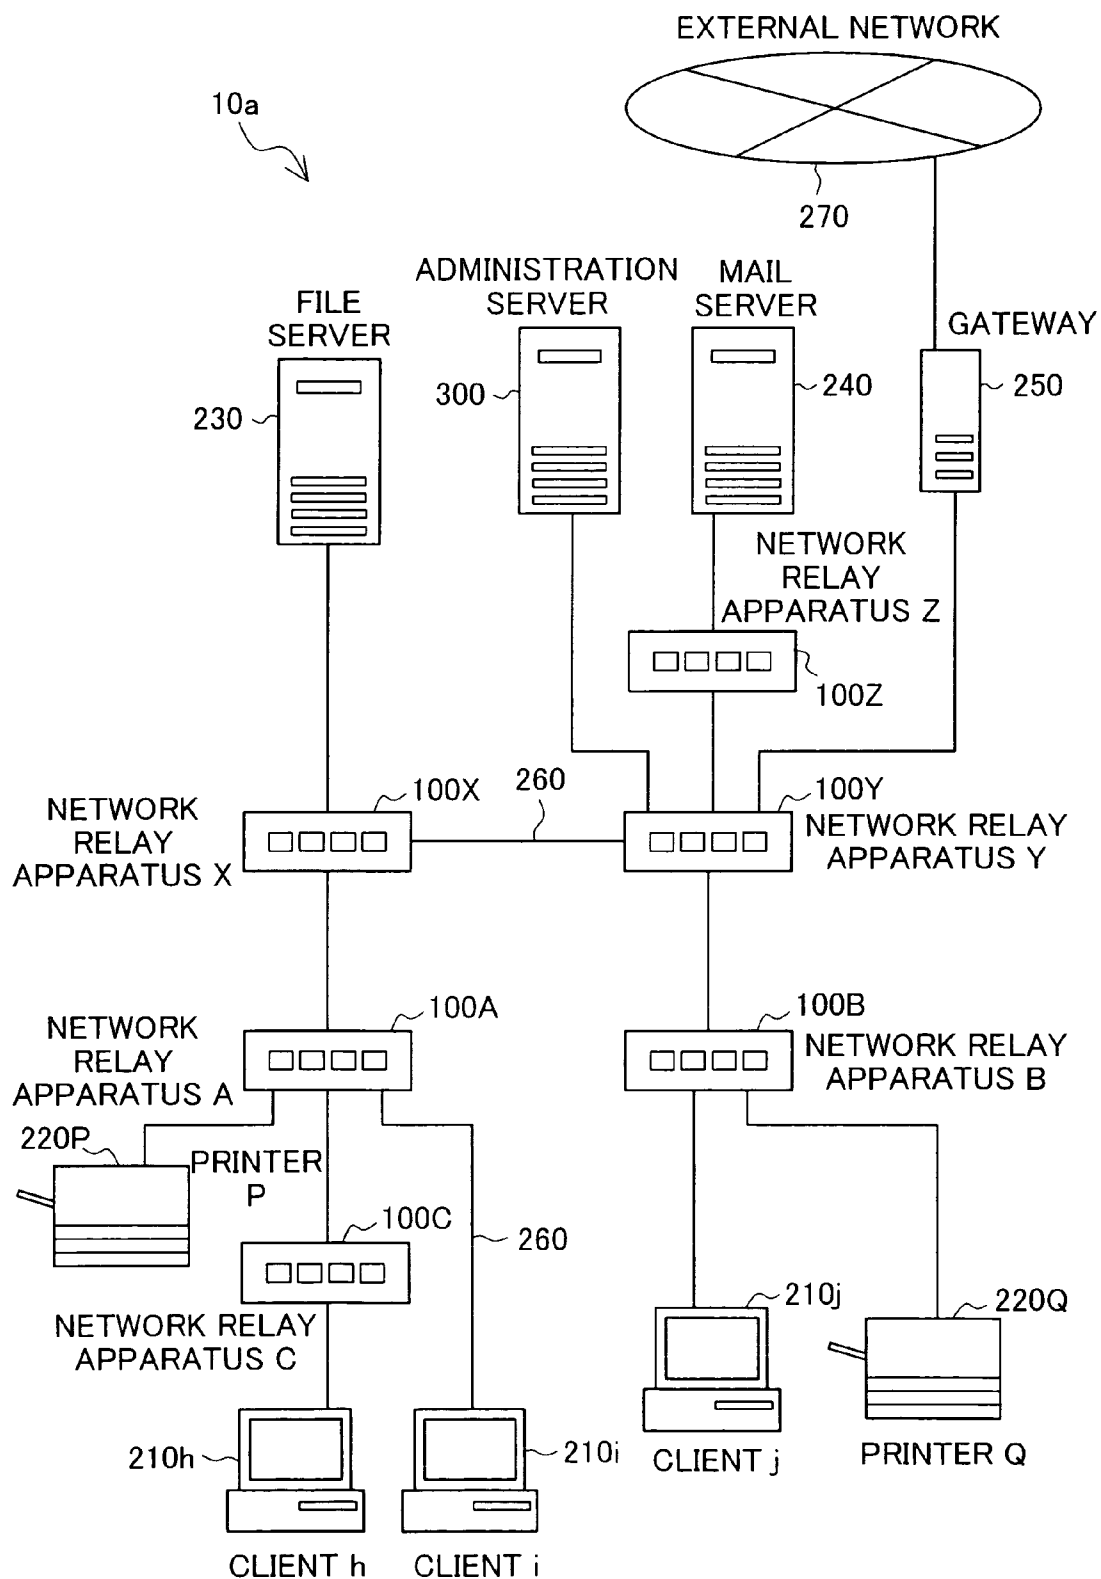 EXTERNAL NETWORK
10a
270
ADMINISTRATION
SERVER
MAIL
SERVER
FILE
SERVER
GATEWAY
230
300
240
250
NETWORK
RELAY
APPARATUS Z
100Z
100X
260
100Y
NETWORK
RELAY
APPARATUS X
NETWORK RELAY
APPARATUS Y
100A
100B
NETWORK
RELAY
APPARATUS A
NETWORK RELAY
APPARATUS B
220P
PRINTER
P
100C
260
NETWORK RELAY
APPARATUS C
210j
220Q
210h
210i
CLIENT j
PRINTER Q
CLIENT h
CLIENT i